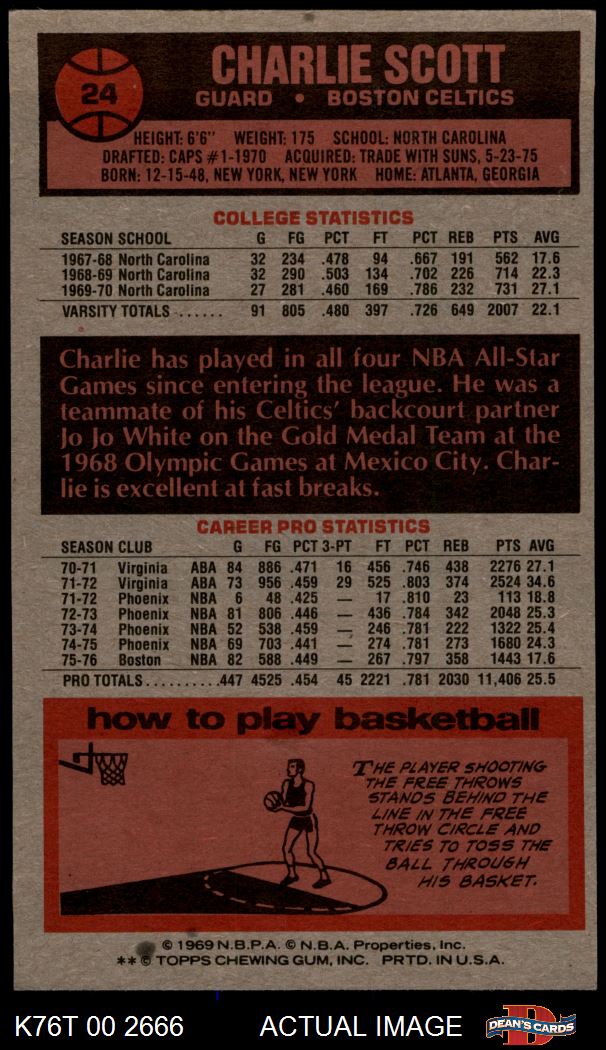 24
CHARLIE SCOTT
GUARD • BOSTON CELTICS
HEIGHT: 6'6" WEIGHT: 175 SCHOOL: NORTH CAROLINA
DRAFTED: CAPS #1-1970 ACQUIRED: TRADE WITH SUNS, 5-23-75
BORN: 12-15-48, NEW YORK, NEW YORK HOME: ATLANTA, GEORGIA
COLLEGE STATISTICS
SEASON SCHOOL G FG PCT FT PCT REB PTS AVG
1967-68 North Carolina 32 234 .478 94 .667 191 562 17.6
1968-69 North Carolina 32 290 .503 134 .702 226 714 22.3
1969-70 North Carolina 27 281 .460 169 .786 232 731 27.1
VARSITY TOTALS ...... 91 805 .480 397 .726 649 2007 22.1
Charlie has played in all four NBA All-Star
Games since entering the league. He was a
teammate of his Celtics' backcourt partner
Jo Jo White on the Gold Medal Team at the
1968 Olympic Games at Mexico City. Char-
lie is excellent at fast breaks.
CAREER PRO STATISTICS
SEASON CLUB G FG PCT 3-PT FT PCT REB PTS AVG
70-71 Virginia ABA 84 886 .471 16 456 .746 438 2276 27.1
71-72 Virginia ABA 73 956 .459 29 525 .803 374 2524 34.6
71-72 Phoenix NBA 6 48 .425 — 17 .810 23 113 18.8
72-73 Phoenix NBA 81 806 .446 — 436 .784 342 2048 25.3
73-74 Phoenix NBA 52 538 .459 — 246 .781 222 1322 25.4
74-75 Phoenix NBA 69 703 .441 — 274 .781 273 1680 24.3
75-76 Boston NBA 82 588 .449 — 267 .797 358 1443 17.6
PRO TOTALS..........447 4525 .454 45 2221 .781 2030 11,406 25.5
how to play basketball
THE PLAYER SHOOTING
THE FREE THROWS
STANDS BEHIND THE
LINE IN THE FREE
THROW CIRCLE AND
TRIES TO TOSS THE
BALL THROUGH
HIS BASKET.
© 1969 N.B.P.A. © N.B.A. Properties, Inc.
** © TOPPS CHEWING GUM, INC. PRTD. IN U.S.A.
K76T 00 2666 ACTUAL IMAGE D DEAN'S CARDS